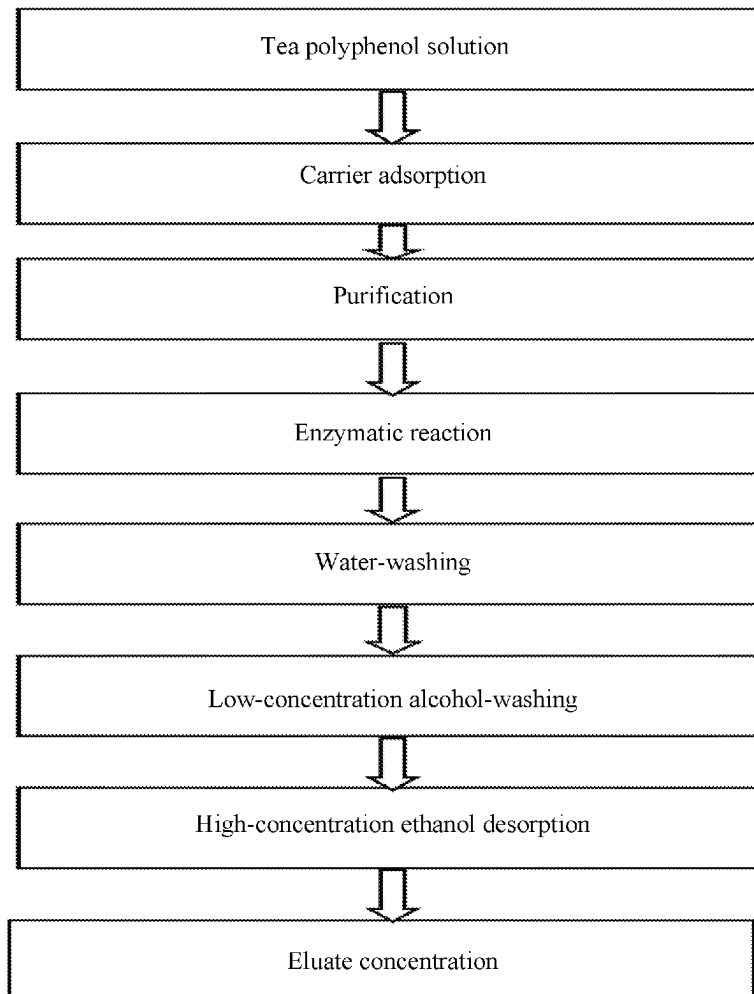 Tea polyphenol solution
Carrier adsorption
Purification
Enzymatic reaction
Water-washing
Low-concentration alcohol-washing
High-concentration ethanol desorption
Eluate concentration